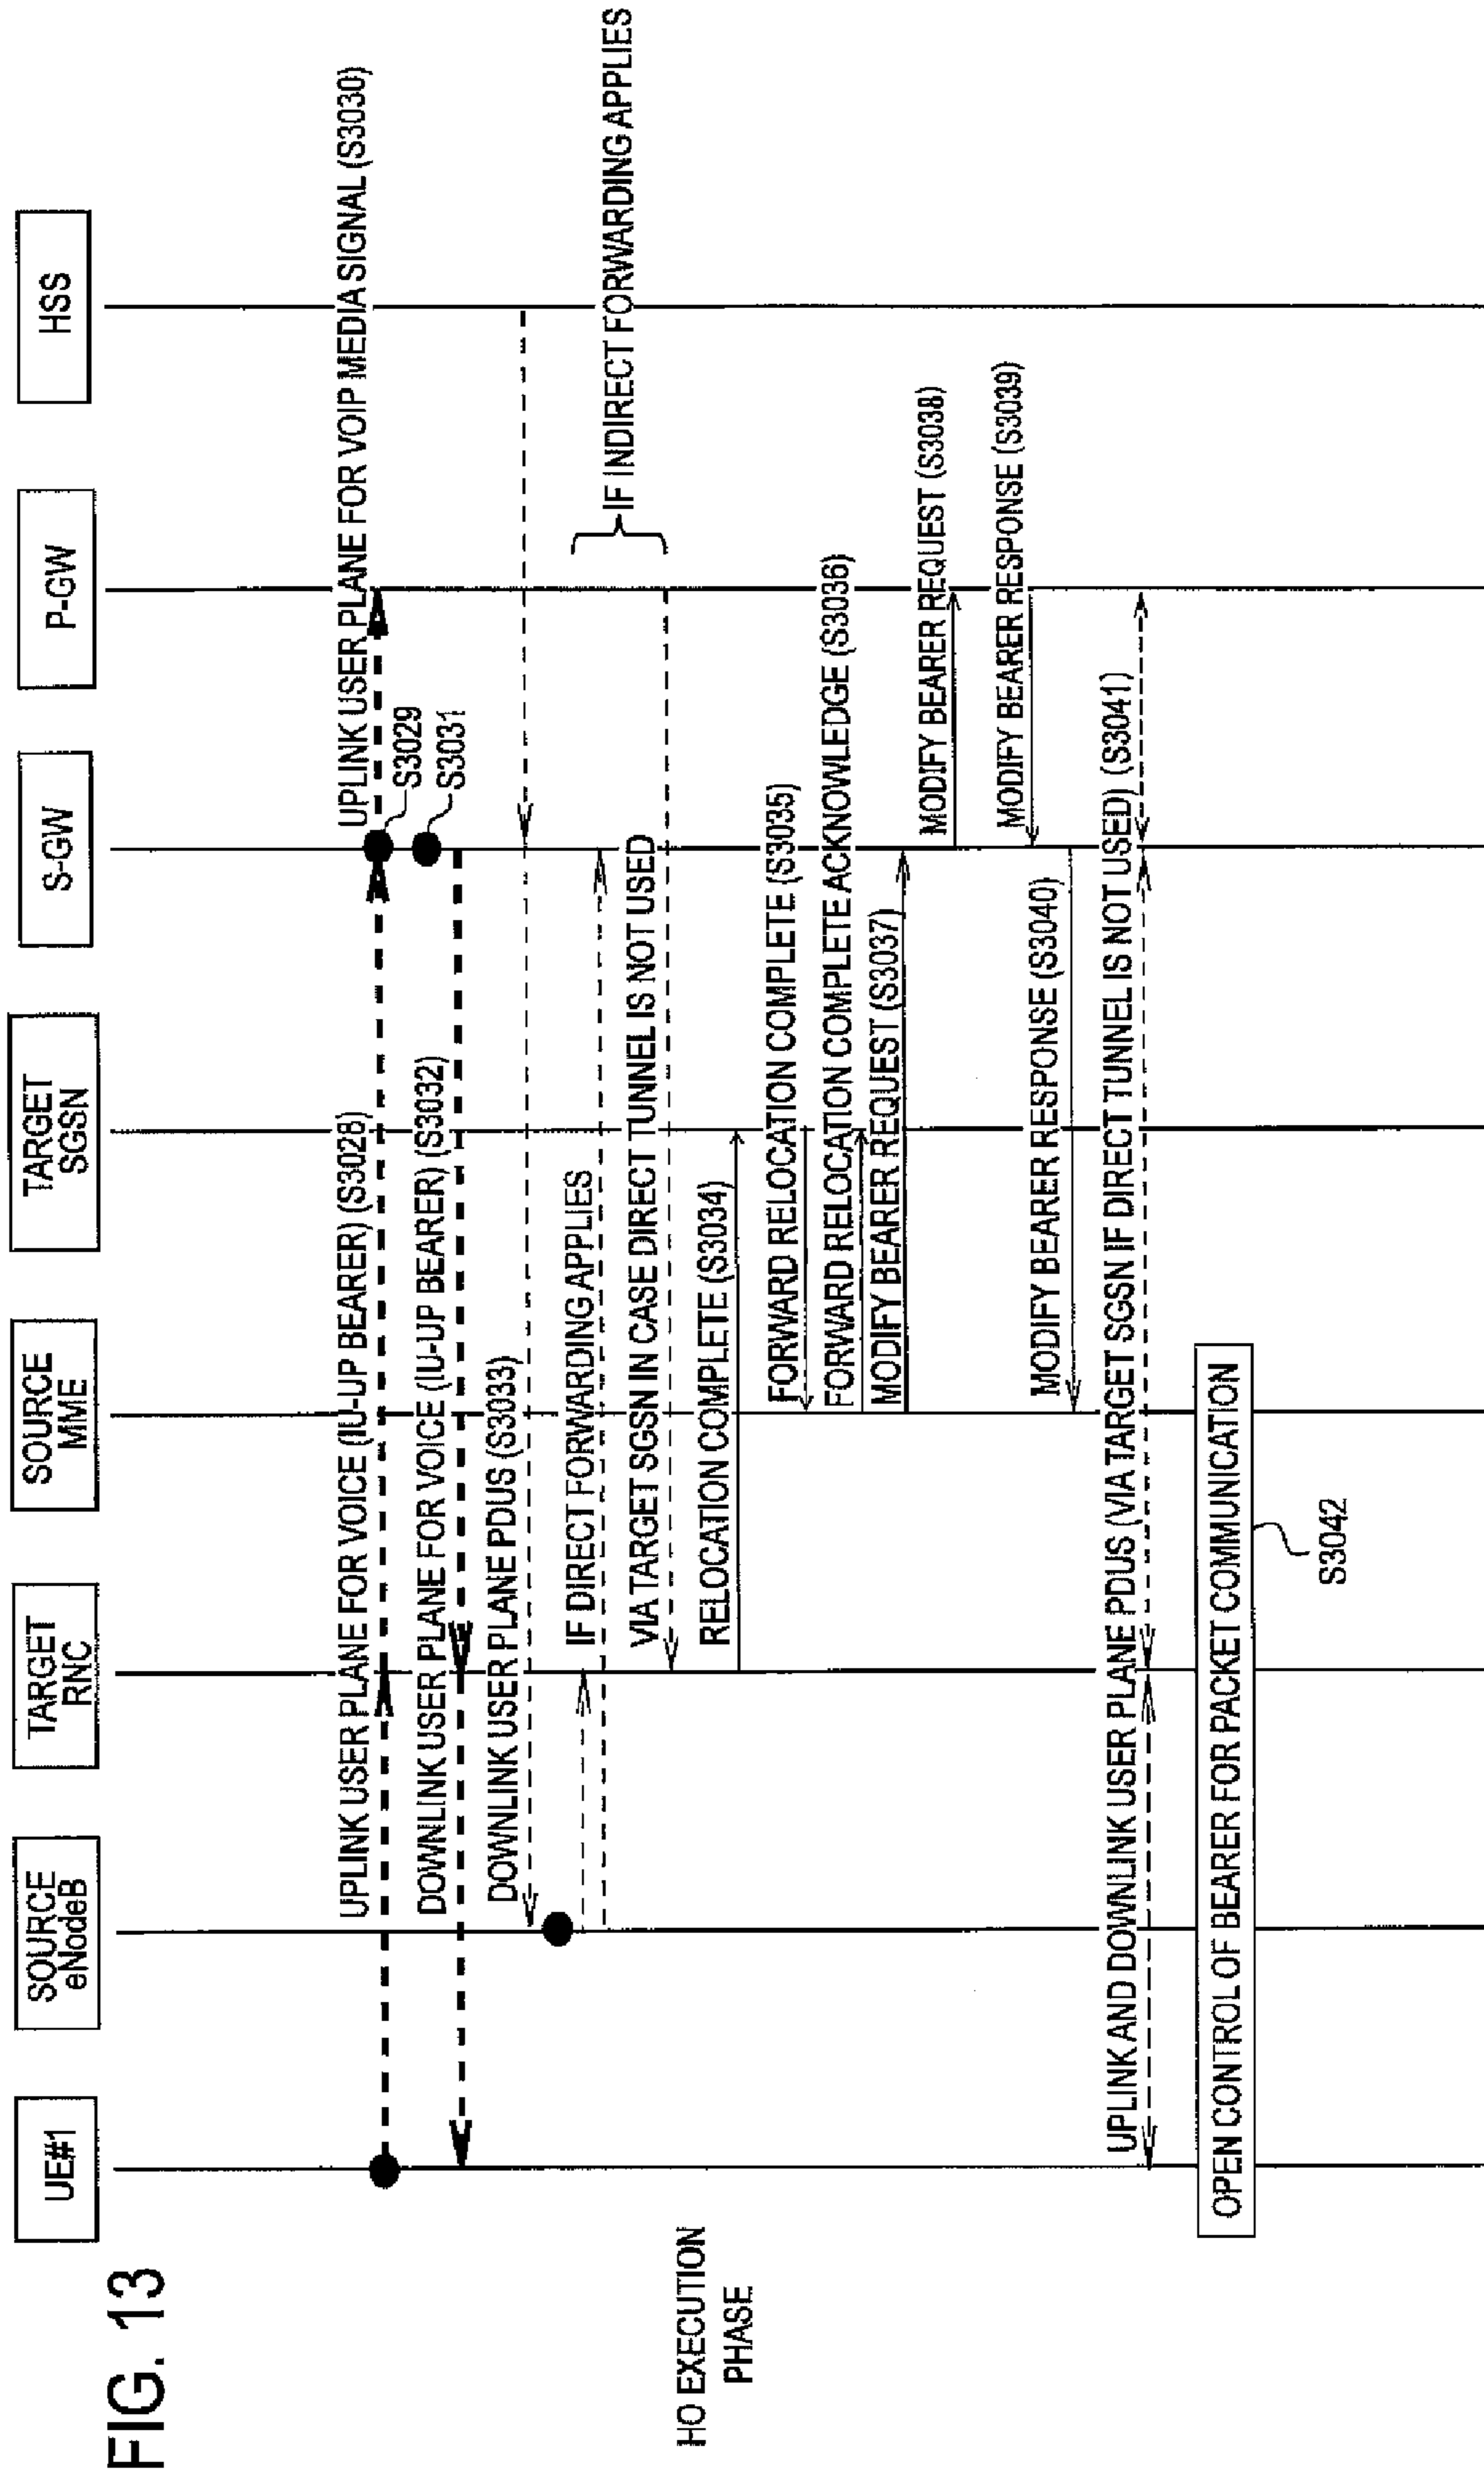 FIG. 13
UE#1
SOURCE
eNodeB
TARGET
RNC
SOURCE
MME
TARGET
SGSN
S-GW
P-GW
HSS
HO EXECUTION
PHASE
UPLINK USER PLANE FOR VOICE (IU-UP BEARER) (S3028)
UPLINK USER PLANE FOR VOIP MEDIA SIGNAL (S3030)
S3029
S3031
DOWNLINK USER PLANE FOR VOICE (IU-UP BEARER) (S3032)
DOWNLINK USER PLANE PDUS (S3033)
IF DIRECT FORWARDING APPLIES
IF INDIRECT FORWARDING APPLIES
VIA TARGET SGSN IN CASE DIRECT TUNNEL IS NOT USED
RELOCATION COMPLETE (S3034)
FORWARD RELOCATION COMPLETE (S3035)
FORWARD RELOCATION COMPLETE ACKNOWLEDGE (S3036)
MODIFY BEARER REQUEST (S3037)
MODIFY BEARER REQUEST (S3038)
MODIFY BEARER RESPONSE (S3039)
MODIFY BEARER RESPONSE (S3040)
UPLINK AND DOWNLINK USER PLANE PDUS (VIA TARGET SGSN IF DIRECT TUNNEL IS NOT USED) (S3041)
OPEN CONTROL OF BEARER FOR PACKET COMMUNICATION
S3042